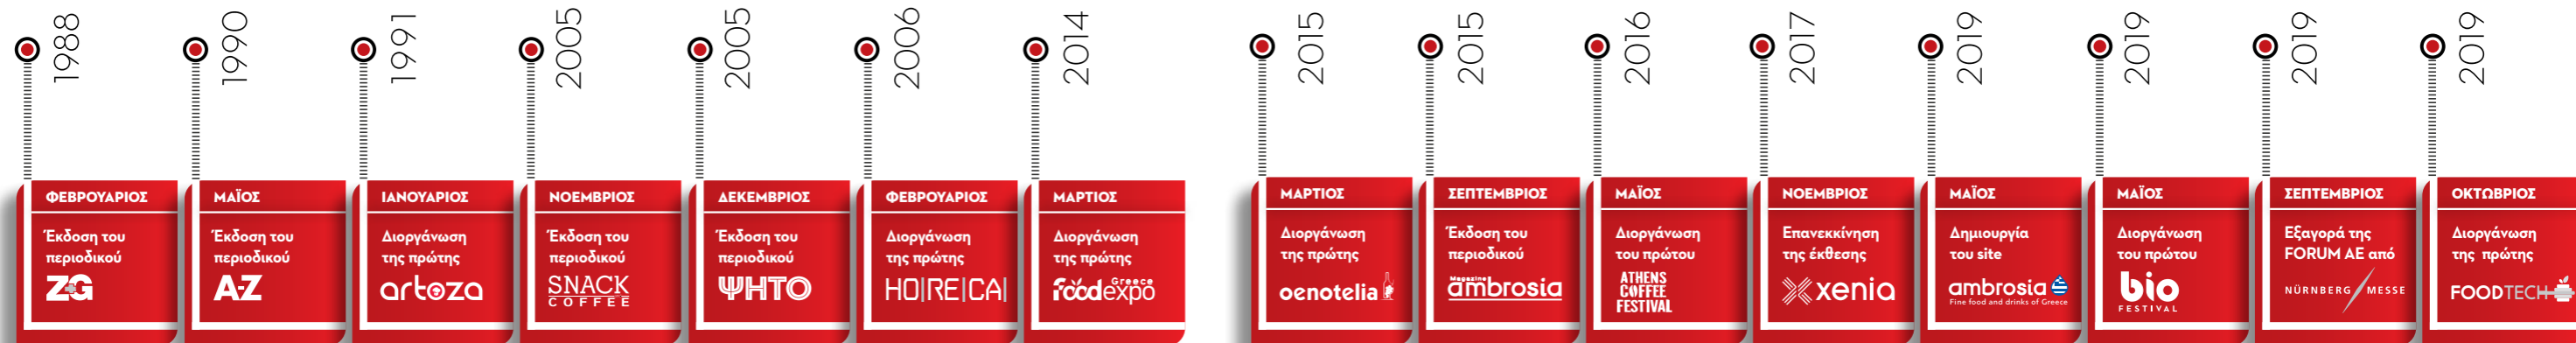 1988
ΦΕΒΡΟΥΑΡΙΟΣ
Έκδοση του
περιοδικού
Z+G
1990
ΜΑΪΟΣ
Έκδοση του
περιοδικού
A-Z
1991
ΙΑΝΟΥΑΡΙΟΣ
Διοργάνωση
της πρώτης
artoza
2005
ΝΟΕΜΒΡΙΟΣ
Έκδοση του
περιοδικού
SNACK
COFFEE
2005
ΔΕΚΕΜΒΡΙΟΣ
Έκδοση του
περιοδικού
ΨΗΤΟ
2006
ΦΕΒΡΟΥΑΡΙΟΣ
Διοργάνωση
της πρώτης
HO|RE|CA|
2014
ΜΑΡΤΙΟΣ
Διοργάνωση
της πρώτης
Greece
food expo
2015
ΜΑΡΤΙΟΣ
Διοργάνωση
της πρώτης
oenotelia
2015
ΣΕΠΤΕΜΒΡΙΟΣ
Έκδοση του
περιοδικού
Magazine
ambrosia
2016
ΜΑΪΟΣ
Διοργάνωση
του πρώτου
ATHENS
COFFEE
FESTIVAL
2017
ΝΟΕΜΒΡΙΟΣ
Επανεκκίνηση
της έκθεσης
xenia
2019
ΜΑΪΟΣ
Δημιουργία
του site
ambrosia
Fine food and drinks of Greece
2019
ΜΑΪΟΣ
Διοργάνωση
του πρώτου
bio
FESTIVAL
2019
ΣΕΠΤΕΜΒΡΙΟΣ
Εξαγορά της
FORUM AE από
NÜRNBERG MESSE
2019
ΟΚΤΩΒΡΙΟΣ
Διοργάνωση
της πρώτης
FOODTECH